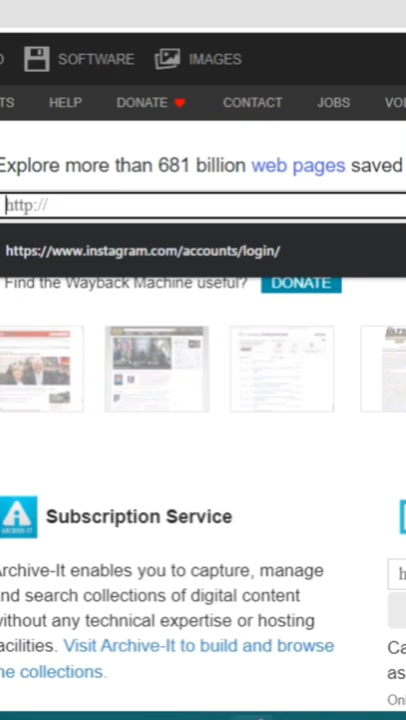 SOFTWARE IMAGES
HELP DONATE CONTACT JOBS
Explore more than 681 billion web pages saved
http://
https://www.instagram.com/accounts/login/
Find the Wayback Machine useful? DONATE
ARCHIVE-IT
Subscription Service
Archive-It enables you to capture, manage
and search collections of digital content
without any technical expertise or hosting
facilities. Visit Archive-It to build and browse
the collections.